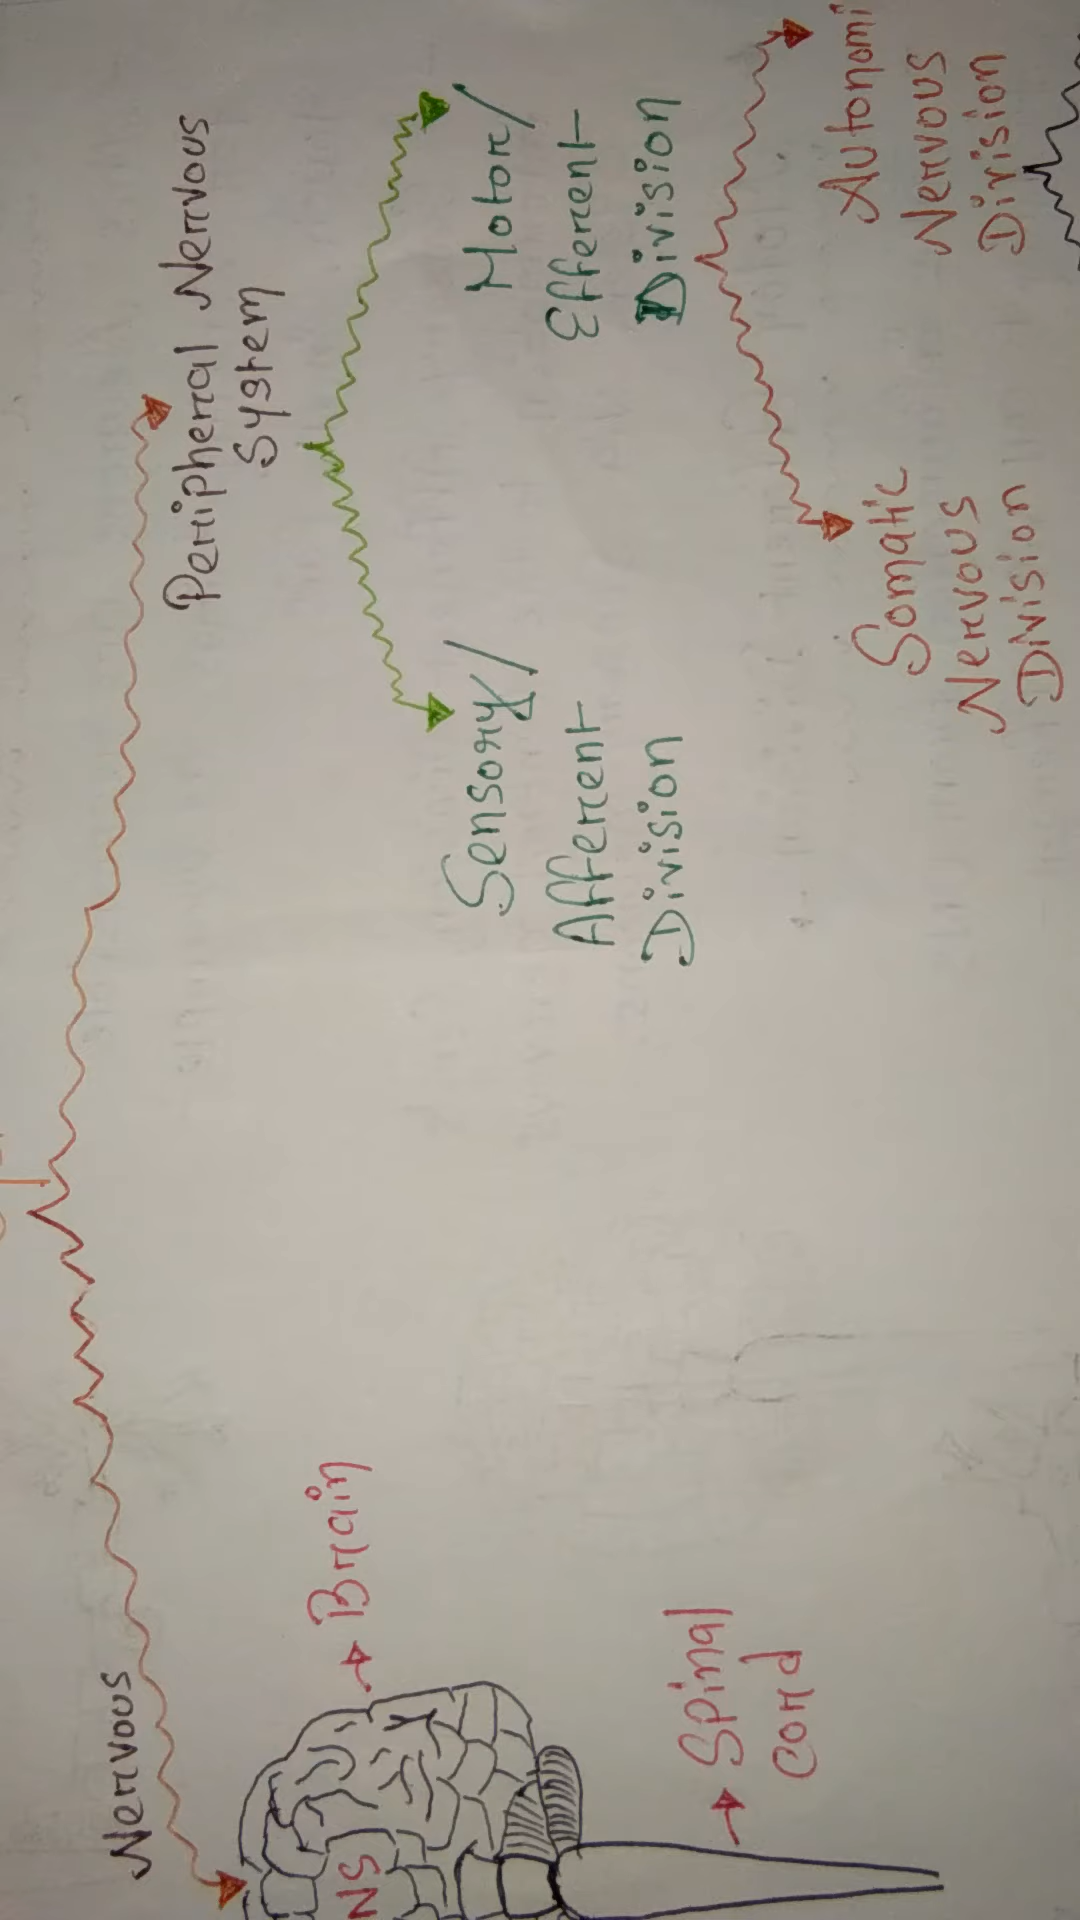 Nervous
Peripheral Nervous
System
NS
Brain
Spinal
Cord
Sensory/
Afferent
Division
Motor/
Efferent
Division
Somatic
Nervous
Division
Autonomi
Nervous
Division